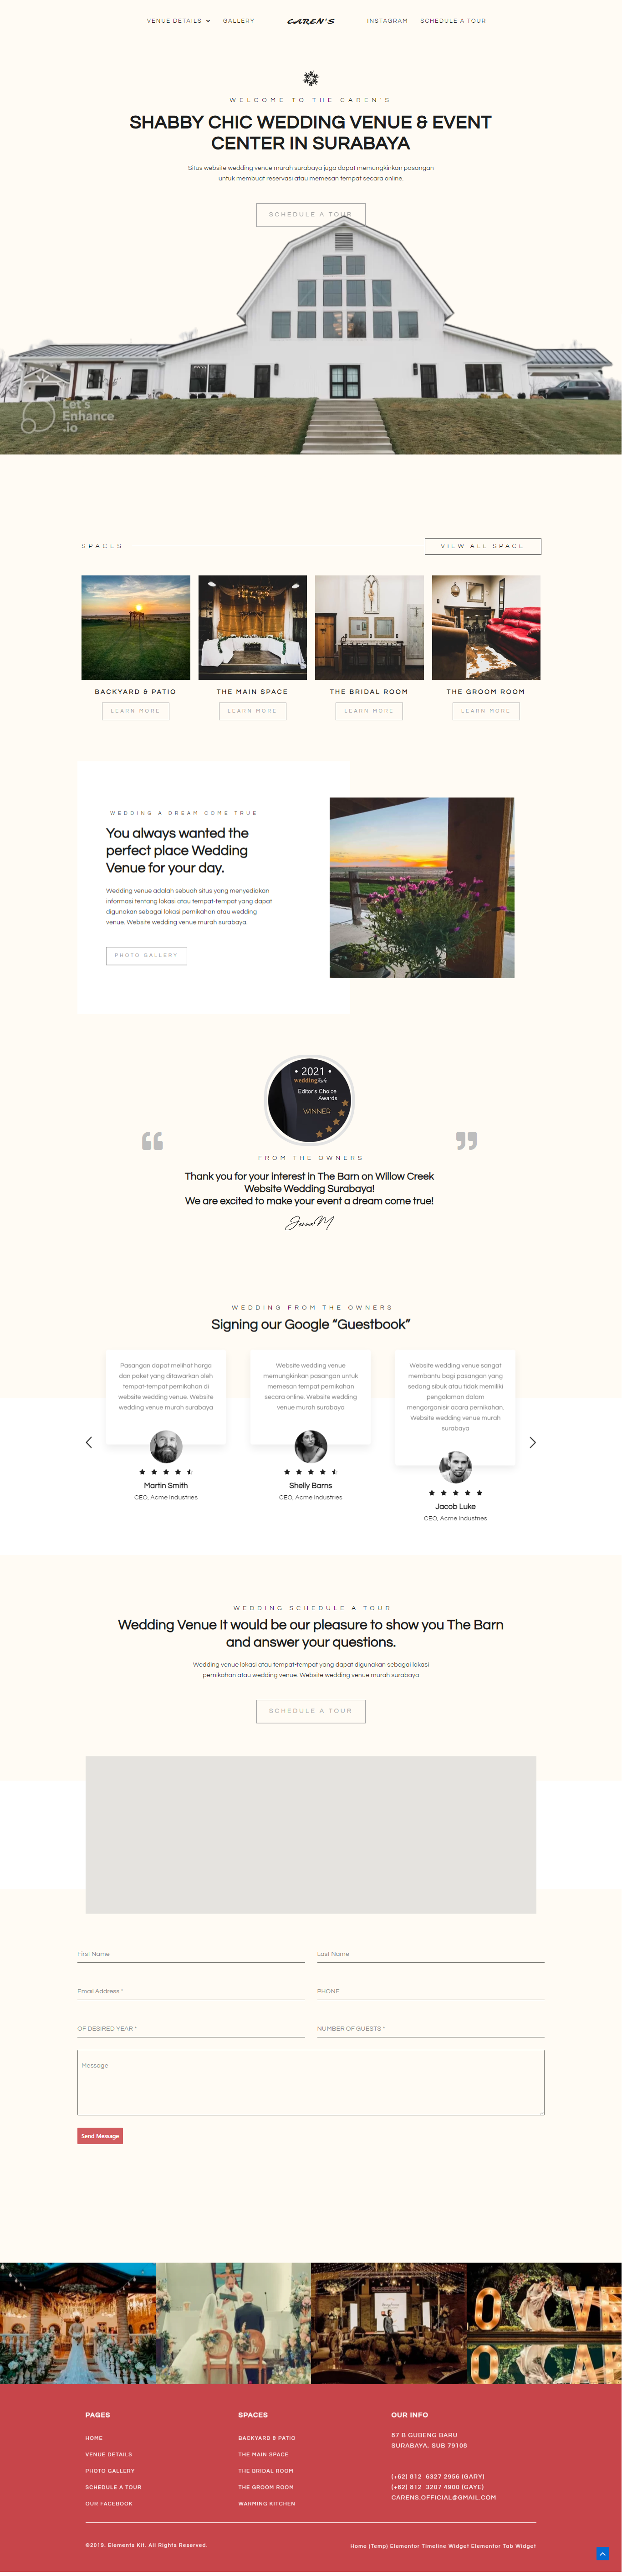 VENUE DETAILS
GALLERY
CAREN'S
INSTAGRAM
SCHEDULE A TOUR
WELCOME TO THE CAREN'S
SHABBY CHIC WEDDING VENUE & EVENT
CENTER IN SURABAYA
Situs website wedding venue murah surabaya juga dapat memungkinkan pasangan
untuk membuat reservasi atau memesan tempat secara online.
SCHEDULE A TOUR
Let's
Enhance
.io
SPACES
VIEW ALL SPACE
BACKYARD & PATIO
THE MAIN SPACE
THE BRIDAL ROOM
THE GROOM ROOM
LEARN MORE
LEARN MORE
LEARN MORE
LEARN MORE
WEDDING A DREAM COME TRUE
You always wanted the
perfect place Wedding
Venue for your day.
Wedding venue adalah sebuah situs yang menyediakan
informasi tentang lokasi atau tempat-tempat yang dapat
digunakan sebagai lokasi pernikahan atau wedding
venue. Website wedding venue murah surabaya.
PHOTO GALLERY
• 2021 •
weddingRule
Editor's Choice
Awards
WINNER
FROM THE OWNERS
Thank you for your interest in The Barn on Willow Creek
Website Wedding Surabaya!
We are excited to make your event a dream come true!
Jenna M
WEDDING FROM THE OWNERS
Signing our Google “Guestbook”
Pasangan dapat melihat harga
dan paket yang ditawarkan oleh
tempat-tempat pernikahan di
website wedding venue. Website
wedding venue murah surabaya
Martin Smith
CEO, Acme Industries
Website wedding venue
memungkinkan pasangan untuk
memesan tempat pernikahan
secara online. Website wedding
venue murah surabaya
Shelly Barns
CEO, Acme Industries
Website wedding venue sangat
membantu bagi pasangan yang
sedang sibuk atau tidak memiliki
pengalaman dalam
mengorganisir acara pernikahan.
Website wedding venue murah
surabaya
Jacob Luke
CEO, Acme Industries
WEDDING SCHEDULE A TOUR
Wedding Venue It would be our pleasure to show you The Barn
and answer your questions.
Wedding venue lokasi atau tempat-tempat yang dapat digunakan sebagai lokasi
pernikahan atau wedding venue. Website wedding venue murah surabaya
SCHEDULE A TOUR
First Name
Last Name
Email Address *
PHONE
OF DESIRED YEAR *
NUMBER OF GUESTS *
Message
Send Message
PAGES
HOME
VENUE DETAILS
PHOTO GALLERY
SCHEDULE A TOUR
OUR FACEBOOK
SPACES
BACKYARD & PATIO
THE MAIN SPACE
THE BRIDAL ROOM
THE GROOM ROOM
WARMING KITCHEN
OUR INFO
87 B GUBENG BARU
SURABAYA, SUB 79108
(+62) 812 6327 2956 (GARY)
(+62) 812 3207 4900 (GAYE)
CARENS.OFFICIAL@GMAIL.COM
©2019. Elements Kit. All Rights Reserved.
Home (Temp) Elementor Timeline Widget Elementor Tab Widget